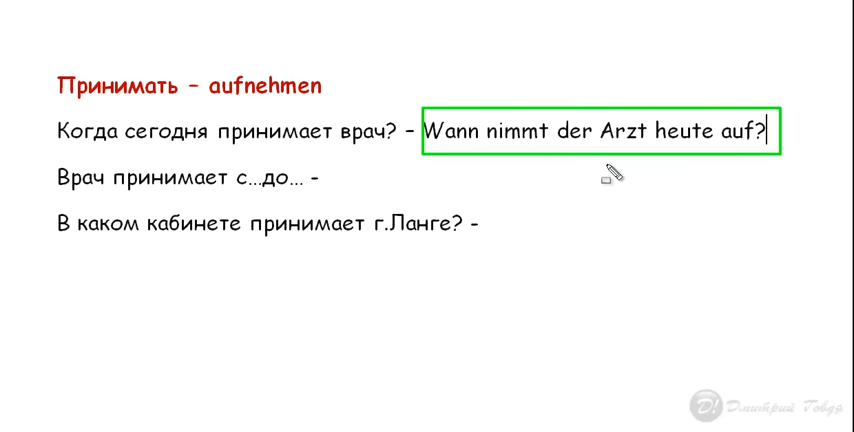 Принимать – aufnehmen
Когда сегодня принимает врач? – Wann nimmt der Arzt heute auf?
Врач принимает с...до... -
В каком кабинете принимает г.Ланге? -
D! Дмитрий Говдя